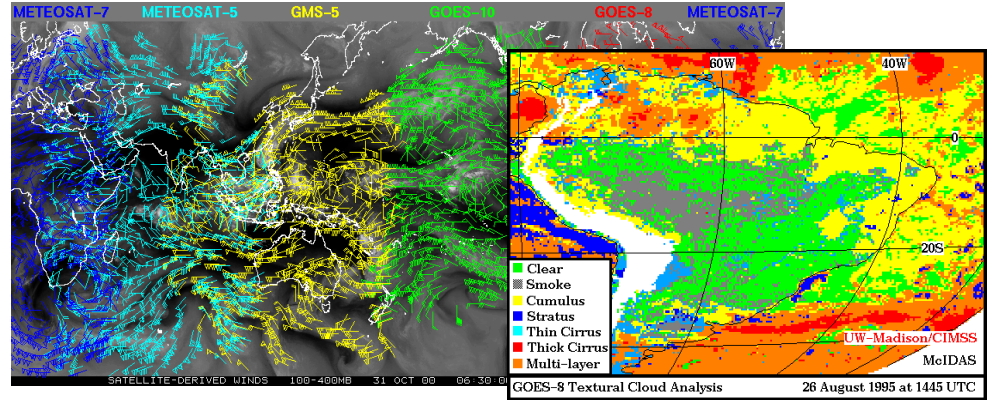 METEOSAT-7 METEOSAT-5 GMS-5 GOES-10 GOES-8 METEOSAT-7
60W 40W
0
20S
Clear
Smoke
Cumulus
Stratus
Thin Cirrus
Thick Cirrus
Multi-layer
UW-Madison/CIMSS
McIDAS
SATELLITE-DERIVED WINDS 100-400MB 31 OCT 00 06:30:0
GOES-8 Textural Cloud Analysis 26 August 1995 at 1445 UTC